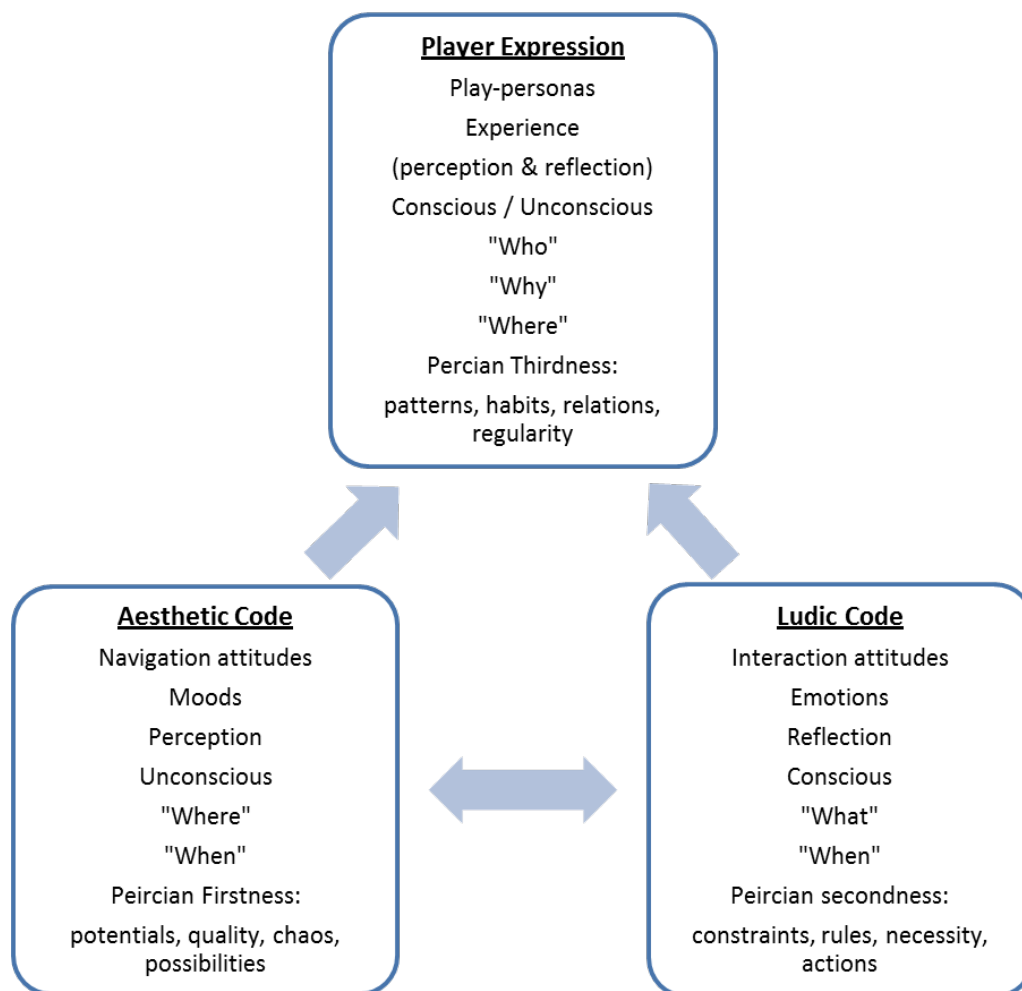 Player Expression
Play-personas
Experience
(perception & reflection)
Conscious / Unconscious
"Who"
"Why"
"Where"
Percian Thirdness:
patterns, habits, relations,
regularity
Aesthetic Code
Navigation attitudes
Moods
Perception
Unconscious
"Where"
"When"
Peircian Firstness:
potentials, quality, chaos,
possibilities
Ludic Code
Interaction attitudes
Emotions
Reflection
Conscious
"What"
"When"
Peircian secondness:
constraints, rules, necessity,
actions